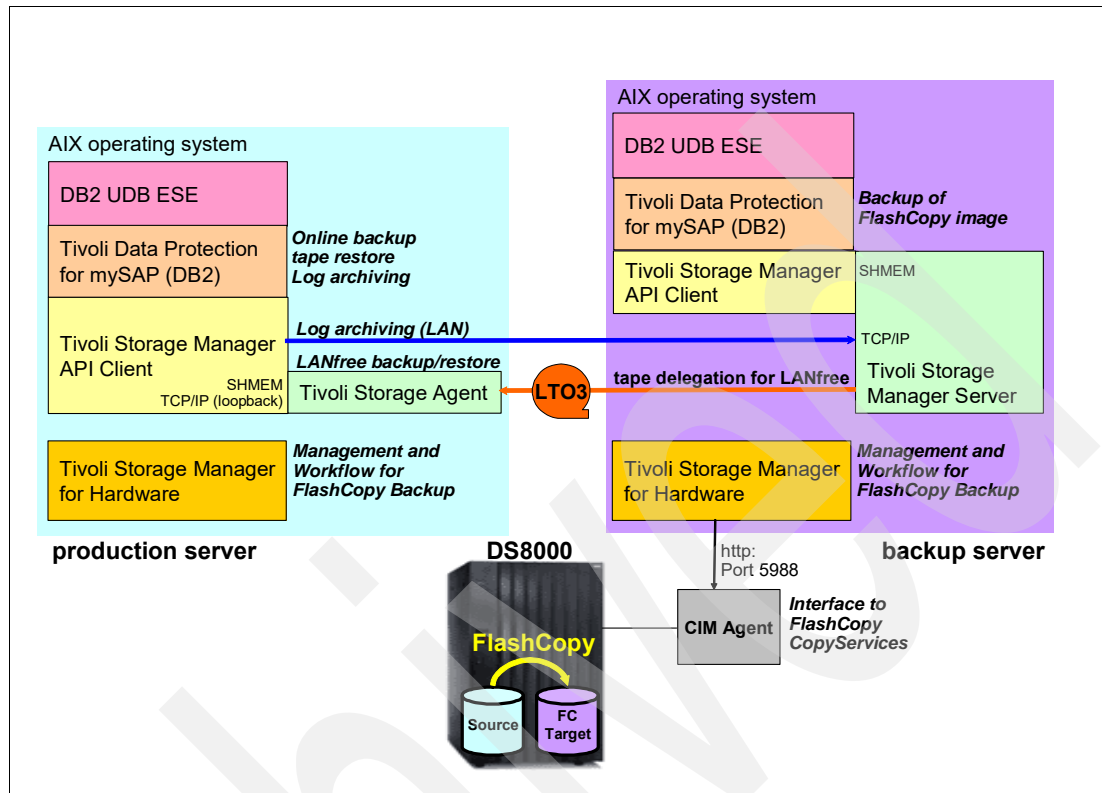 AIX operating system
DB2 UDB ESE
Tivoli Data Protection
for mySAP (DB2)
Online backup
tape restore
Log archiving
Tivoli Storage Manager
API Client
SHMEM
TCP/IP (loopback)
Log archiving (LAN)
LANfree backup/restore
Tivoli Storage Agent
Tivoli Storage Manager
for Hardware
Management and
Workflow for
FlashCopy Backup
production server
AIX operating system
DB2 UDB ESE
Tivoli Data Protection
for mySAP (DB2)
Backup of
FlashCopy image
Tivoli Storage Manager
API Client
SHMEM
TCP/IP
Tivoli Storage
Manager Server
LTO3
tape delegation for LANfree
Tivoli Storage Manager
for Hardware
Management and
Workflow for
FlashCopy Backup
backup server
DS8000
http:
Port 5988
CIM Agent
Interface to
FlashCopy
CopyServices
FlashCopy
Source
FC
Target